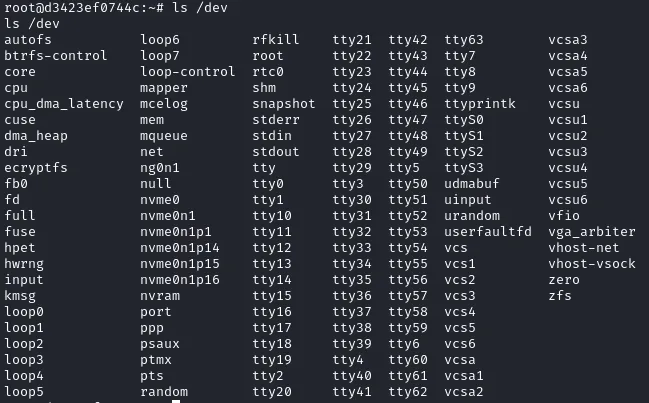 root@d3423ef0744c:~# ls /dev
ls /dev
autofs loop6 rfkill tty21 tty42 tty63 vcsa3
btrfs-control loop7 root tty22 tty43 tty7 vcsa4
core loop-control rtc0 tty23 tty44 tty8 vcsa5
cpu mapper shm tty24 tty45 tty9 vcsa6
cpu_dma_latency mcelog snapshot tty25 tty46 ttyprintk vcsu
cuse mem stderr tty26 tty47 ttyS0 vcsu1
dma_heap mqueue stdin tty27 tty48 ttyS1 vcsu2
dri net stdout tty28 tty49 ttyS2 vcsu3
ecryptfs ng0n1 tty tty29 tty5 ttyS3 vcsu4
fb0 null tty0 tty3 tty50 udmabuf vcsu5
fd nvme0 tty1 tty30 tty51 uinput vcsu6
full nvme0n1 tty10 tty31 tty52 urandom vfio
fuse nvme0n1p1 tty11 tty32 tty53 userfaultfd vga_arbiter
hpet nvme0n1p14 tty12 tty33 tty54 vcs vhost-net
hwrng nvme0n1p15 tty13 tty34 tty55 vcs1 vhost-vsock
input nvme0n1p16 tty14 tty35 tty56 vcs2 zero
kmsg nvram tty15 tty36 tty57 vcs3 zfs
loop0 port tty16 tty37 tty58 vcs4
loop1 ppp tty17 tty38 tty59 vcs5
loop2 psaux tty18 tty39 tty6 vcs6
loop3 ptmx tty19 tty4 tty60 vcsa
loop4 pts tty2 tty40 tty61 vcsa1
loop5 random tty20 tty41 tty62 vcsa2